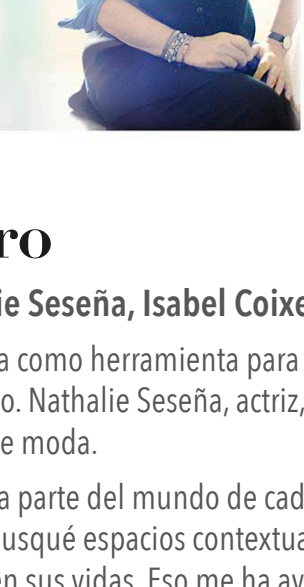 ro
ie Seseña, Isabel Coixe
a como herramienta para
o. Nathalie Seseña, actriz,
e moda.
a parte del mundo de cad
usqué espacios contextua
en sus vidas. Eso me ha ay